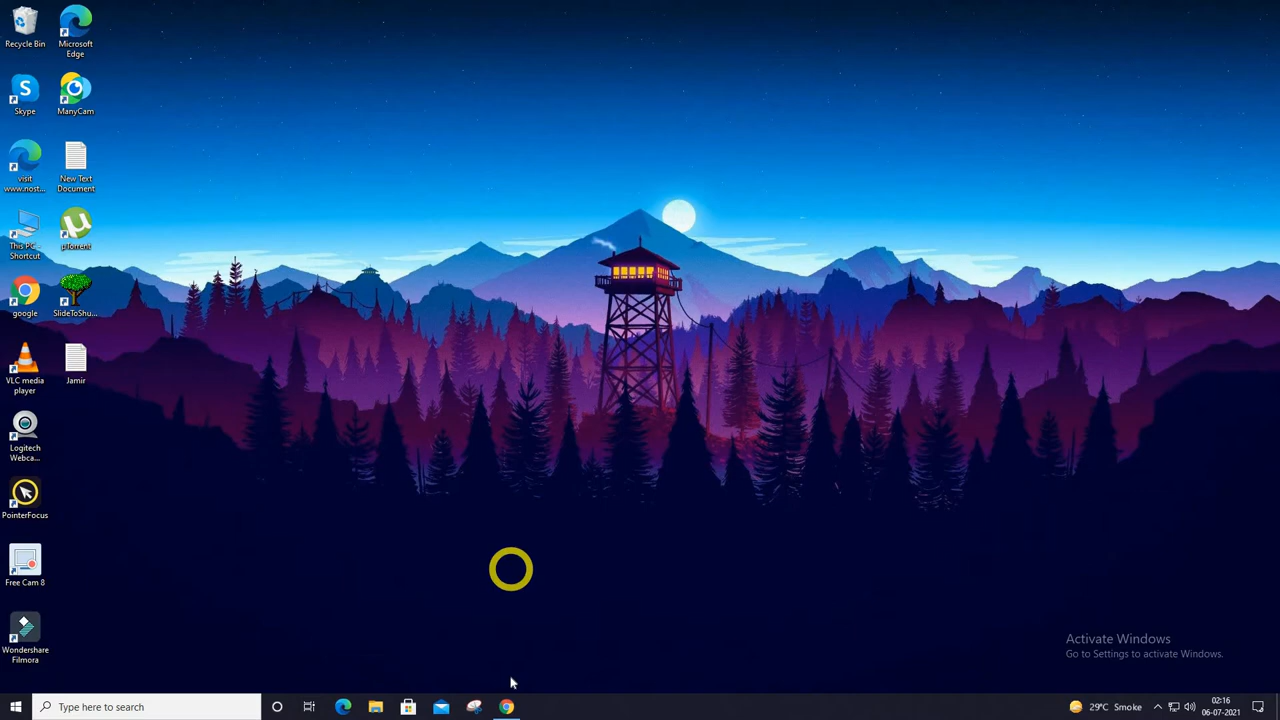 Recycle Bin
Microsoft
Edge
Skype
ManyCam
visit
www.nost...
New Text
Document
This PC -
Shortcut
µTorrent
google
SlideToShu...
VLC media
player
Jamir
Logitech
Webca...
PointerFocus
Free Cam 8
Wondershare
Filmora
Activate Windows
Go to Settings to activate Windows.
Type here to search
29°C Smoke
02:16
06-07-2021